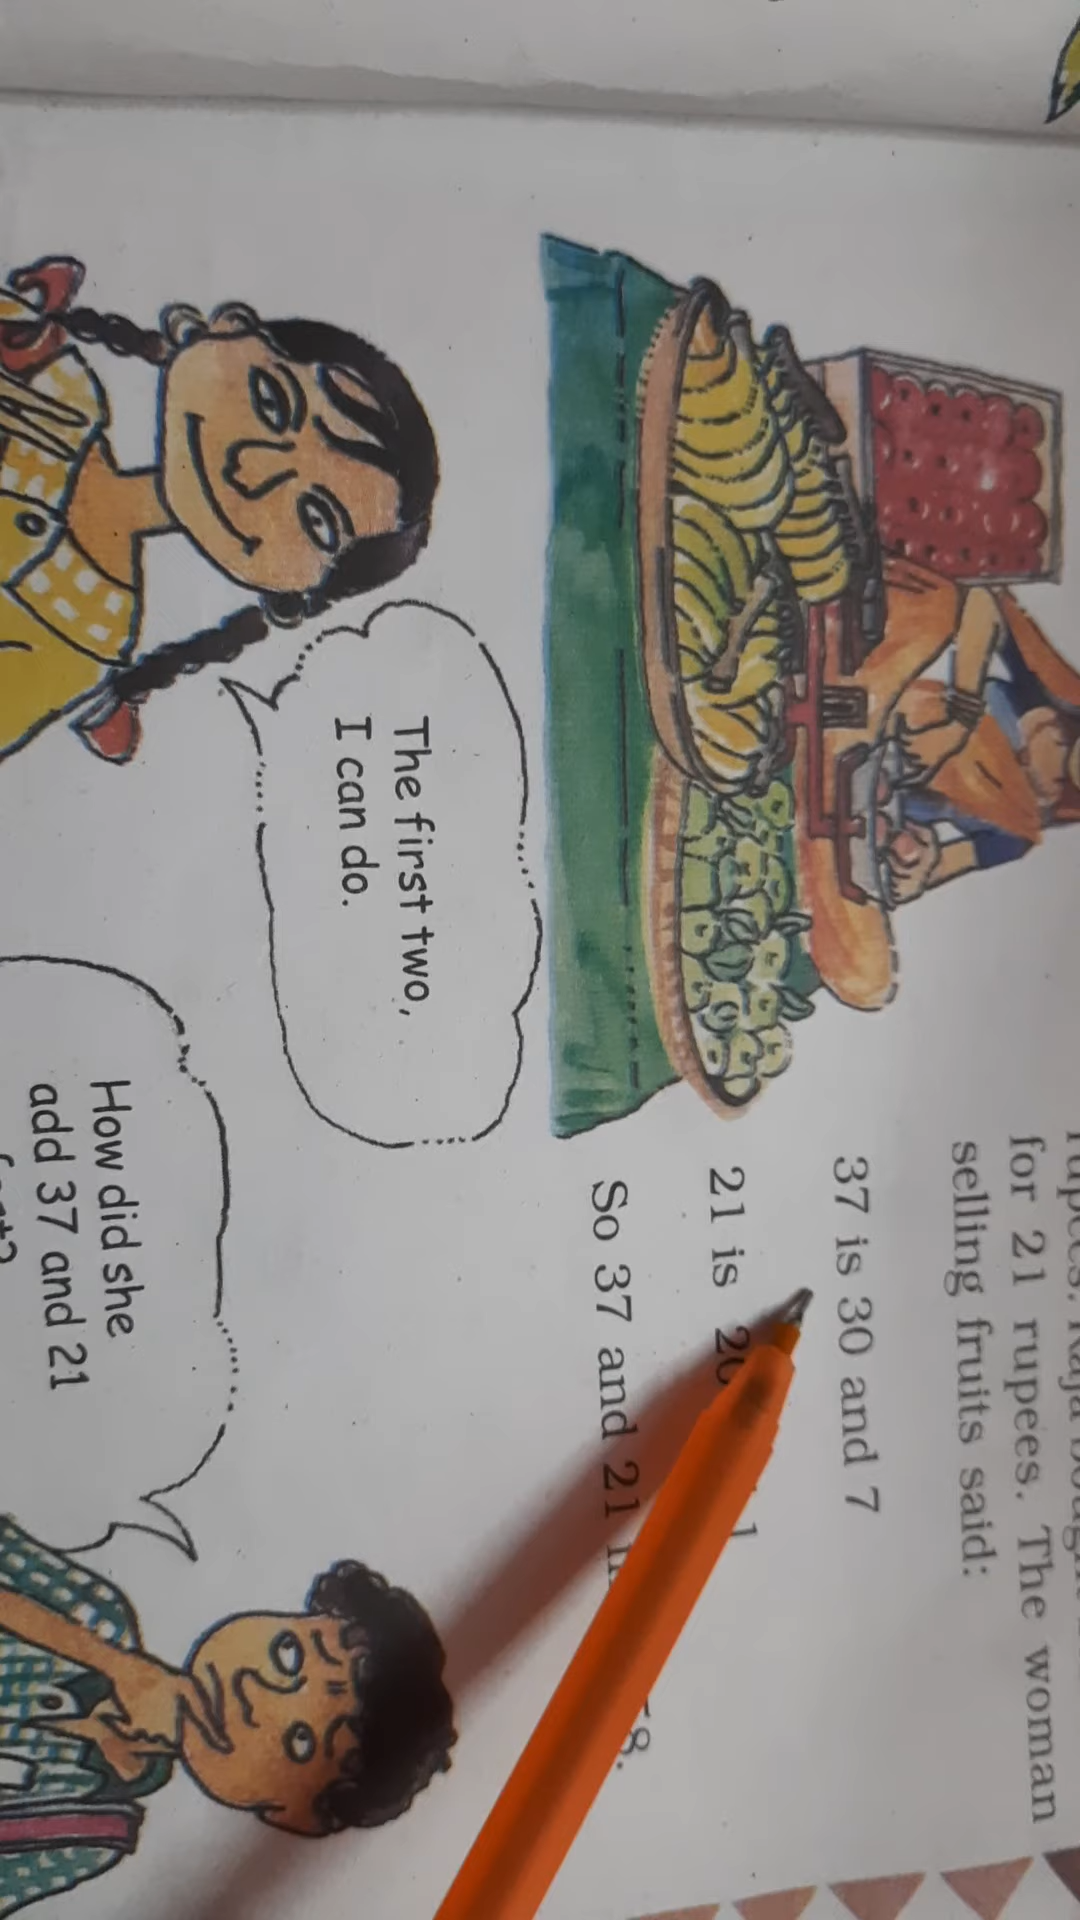 for 21 rupees. The woman
selling fruits said:
37 is 30 and 7
21 is
So 37 and 21
The first two,
I can do.
How did she
add 37 and 21